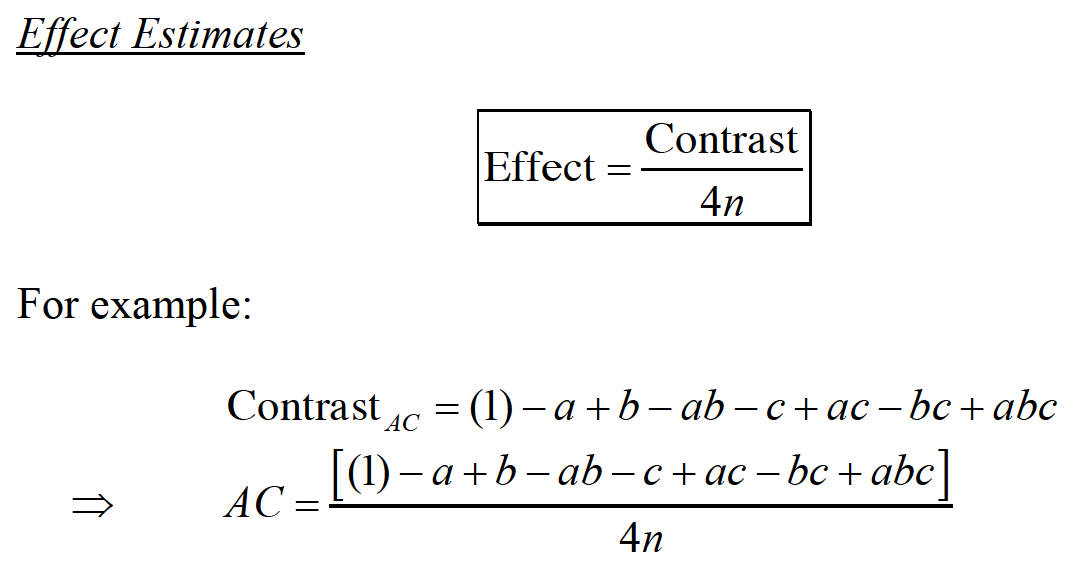 Effect Estimates
Effect = Contrast / 4n
For example:
Contrast_AC = (1) − a + b − ab − c + ac − bc + abc
⇒ AC = [(1) − a + b − ab − c + ac − bc + abc] / 4n